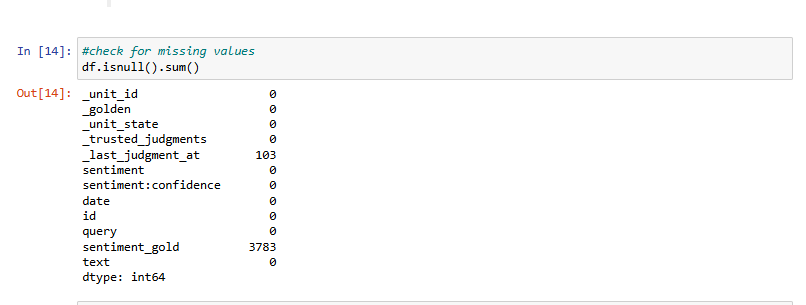 In [14]: #check for missing values
df.isnull().sum()
Out[14]: _unit_id 0
_golden 0
_unit_state 0
_trusted_judgments 0
_last_judgment_at 103
sentiment 0
sentiment:confidence 0
date 0
id 0
query 0
sentiment_gold 3783
text 0
dtype: int64